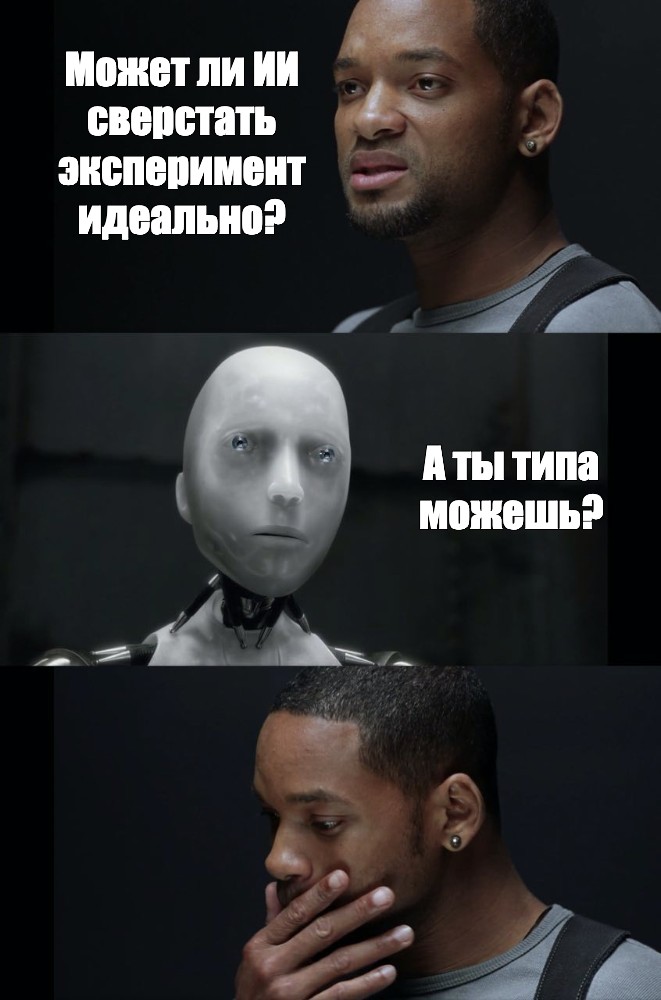 Может ли ИИ
сверстать
эксперимент
идеально?
А ты типа
можешь?